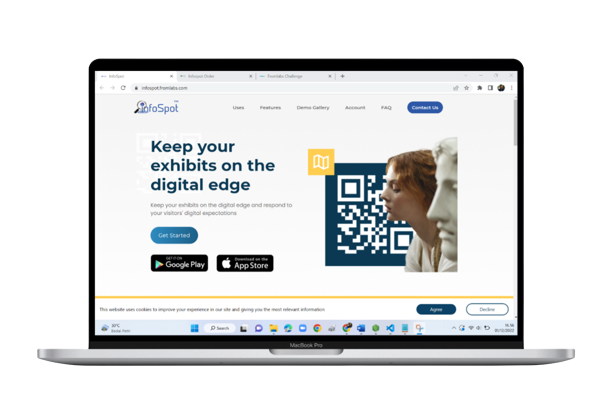 InfoSpot
Infospot Order
Fromlabs Challenge
infospot.fromlabs.com
infoSpot
Uses
Features
Demo Gallery
Account
FAQ
Contact Us
Keep your
exhibits on the
digital edge
Keep your exhibits on the digital edge and respond to
your visitors' digital expectations
Get Started
GET IT ON
Google Play
Download on the
App Store
This website uses cookies to improve your experience in our site and giving you the most relevant information
Agree
Decline
20°C
Search
MacBook Pro